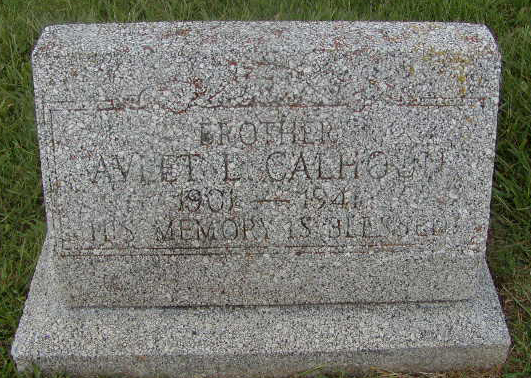 BROTHER
AVLET L. CALHOUN
1901 — 1941
HIS MEMORY IS BLESSED